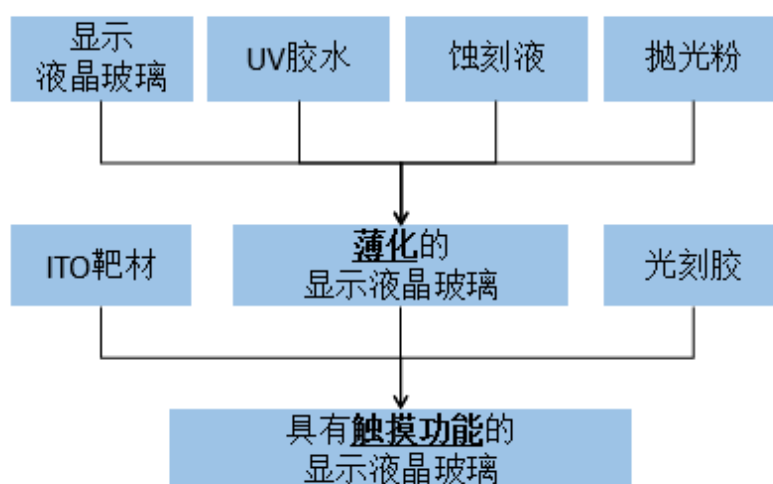 显示
液晶玻璃
UV胶水
蚀刻液
抛光粉
ITO靶材
薄化的
显示液晶玻璃
光刻胶
具有触摸功能的
显示液晶玻璃